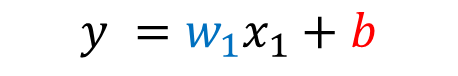 y = w₁x₁ + b